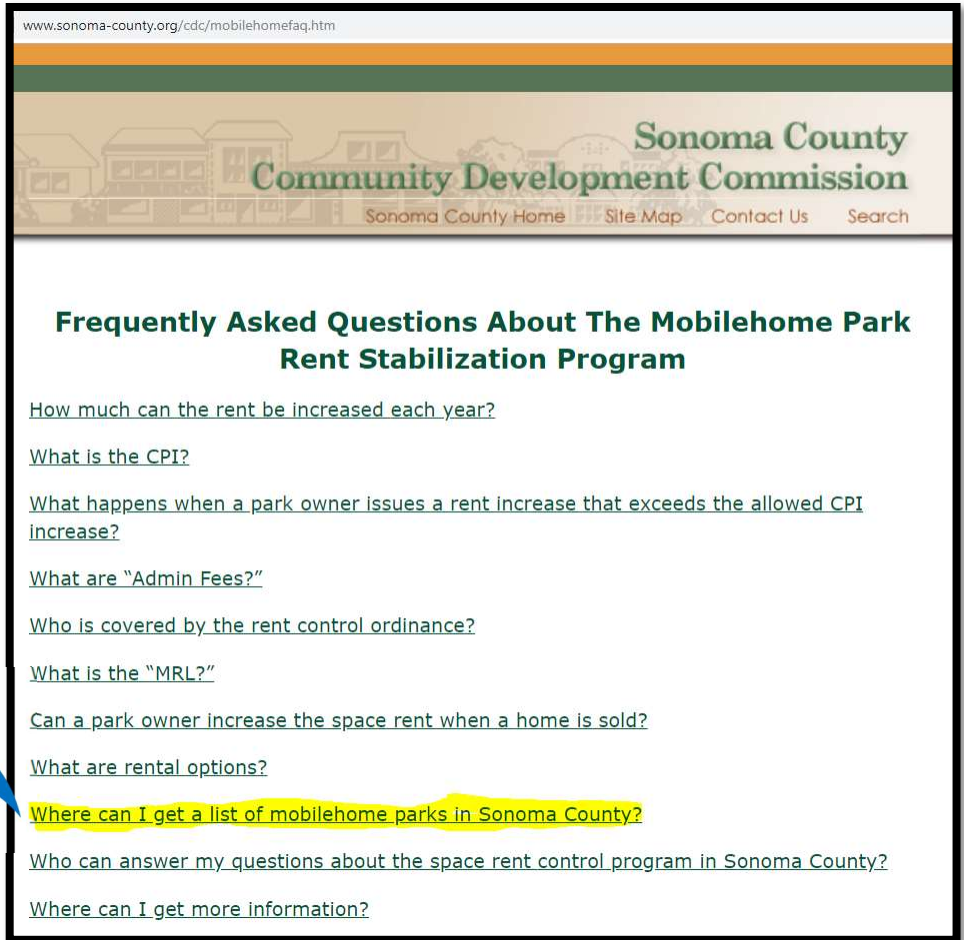 www.sonoma-county.org/cdc/mobilehomefaq.htm
Sonoma County
Community Development Commission
Sonoma County Home Site Map Contact Us Search
Frequently Asked Questions About The Mobilehome Park
Rent Stabilization Program
How much can the rent be increased each year?
What is the CPI?
What happens when a park owner issues a rent increase that exceeds the allowed CPI
increase?
What are “Admin Fees?”
Who is covered by the rent control ordinance?
What is the “MRL?”
Can a park owner increase the space rent when a home is sold?
What are rental options?
Where can I get a list of mobilehome parks in Sonoma County?
Who can answer my questions about the space rent control program in Sonoma County?
Where can I get more information?